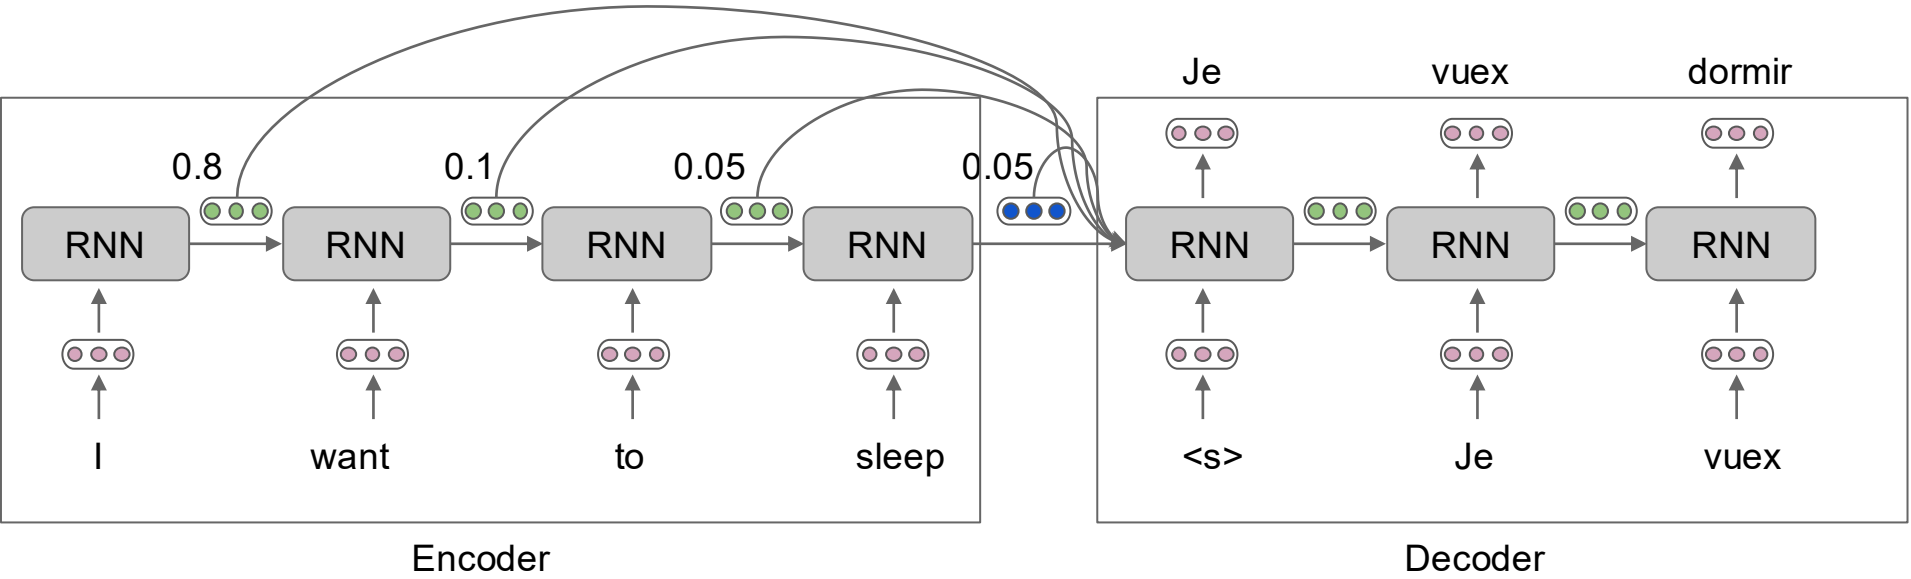 Je vuex dormir
0.8 0.1 0.05 0.05
RNN RNN RNN RNN RNN RNN RNN
I want to sleep <s> Je vuex
Encoder Decoder